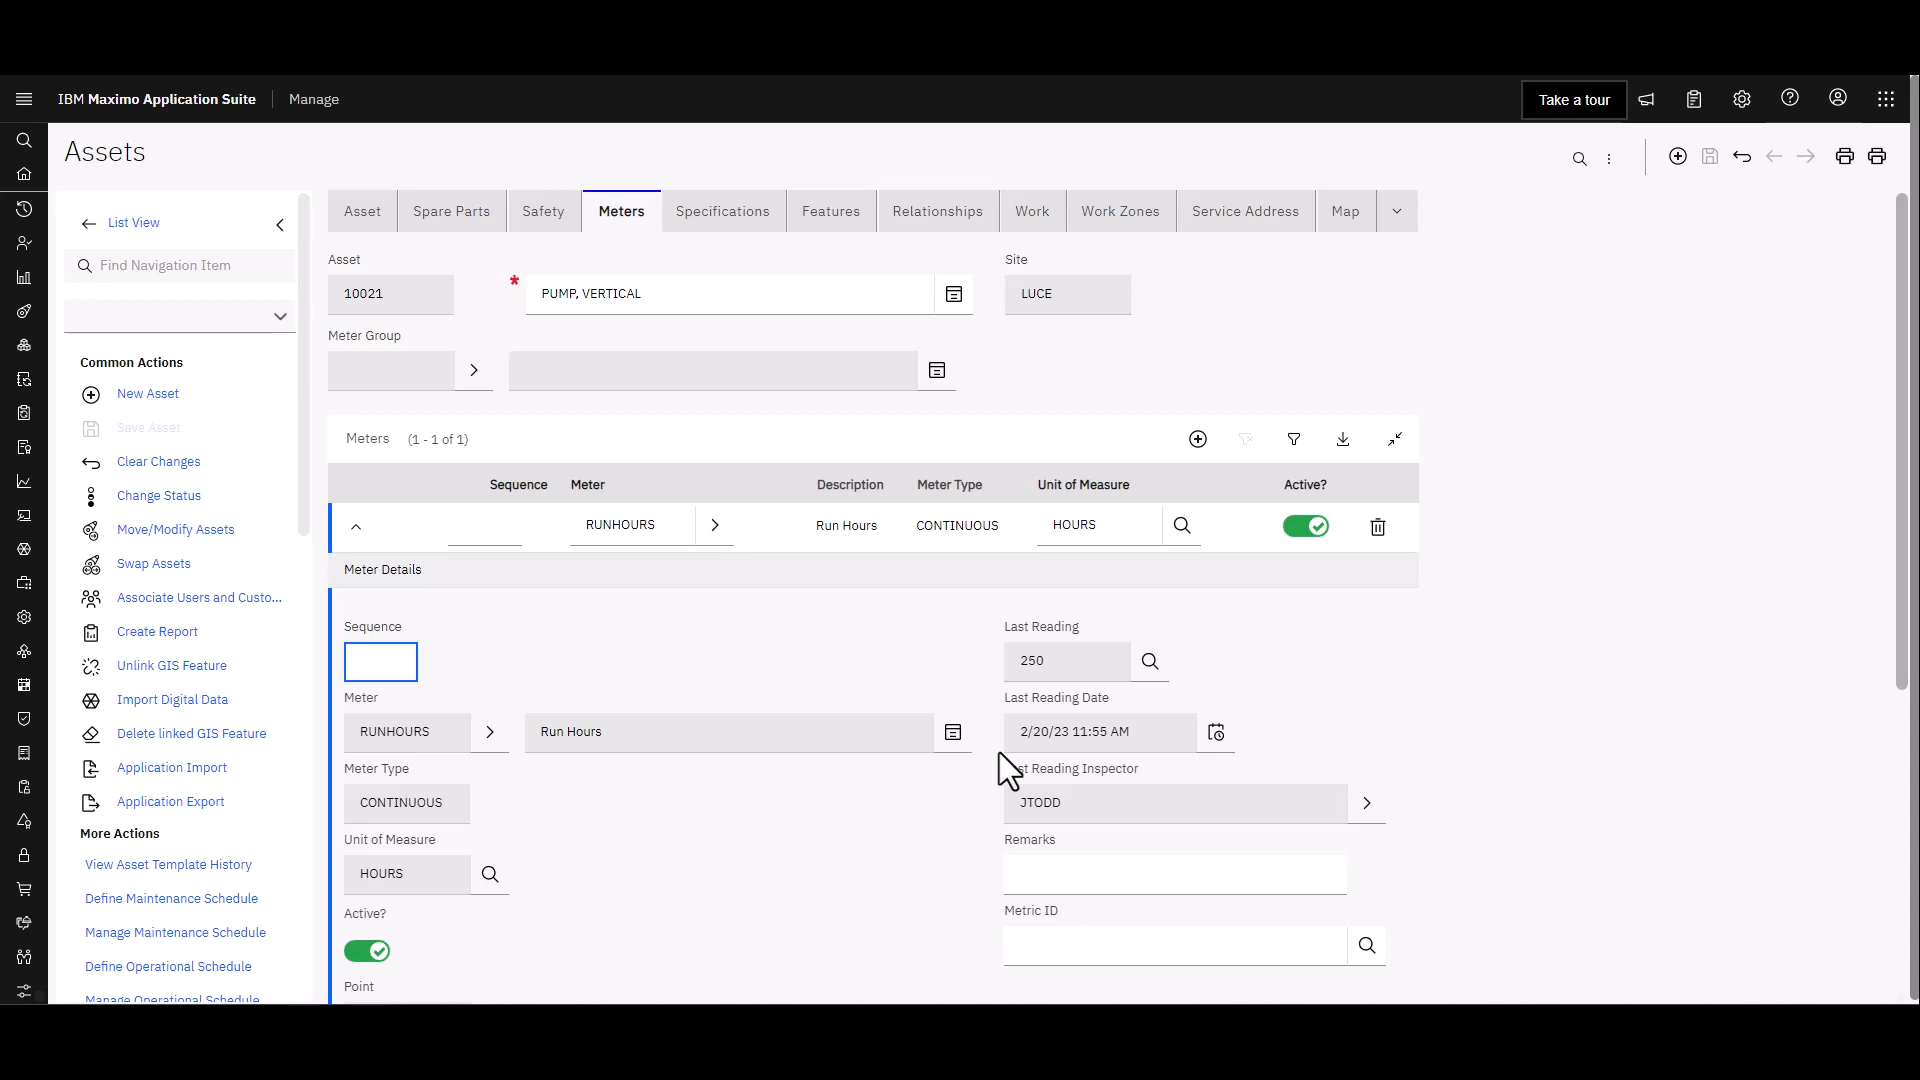 IBM Maximo Application Suite Manage Take a tour
Assets
List View
Find Navigation Item
Common Actions
New Asset
Save Asset
Clear Changes
Change Status
Move/Modify Assets
Swap Assets
Associate Users and Custo...
Create Report
Unlink GIS Feature
Import Digital Data
Delete linked GIS Feature
Application Import
Application Export
More Actions
View Asset Template History
Define Maintenance Schedule
Manage Maintenance Schedule
Define Operational Schedule
Manage Operational Schedule
Asset Spare Parts Safety Meters Specifications Features Relationships Work Work Zones Service Address Map
Asset Site
10021 * PUMP, VERTICAL LUCE
Meter Group
Meters (1 - 1 of 1)
Sequence Meter Description Meter Type Unit of Measure Active?
RUNHOURS Run Hours CONTINUOUS HOURS
Meter Details
Sequence
Meter
RUNHOURS Run Hours
Meter Type
CONTINUOUS
Unit of Measure
HOURS
Active?
Point
Last Reading
250
Last Reading Date
2/20/23 11:55 AM
Reading Inspector
JTODD
Remarks
Metric ID